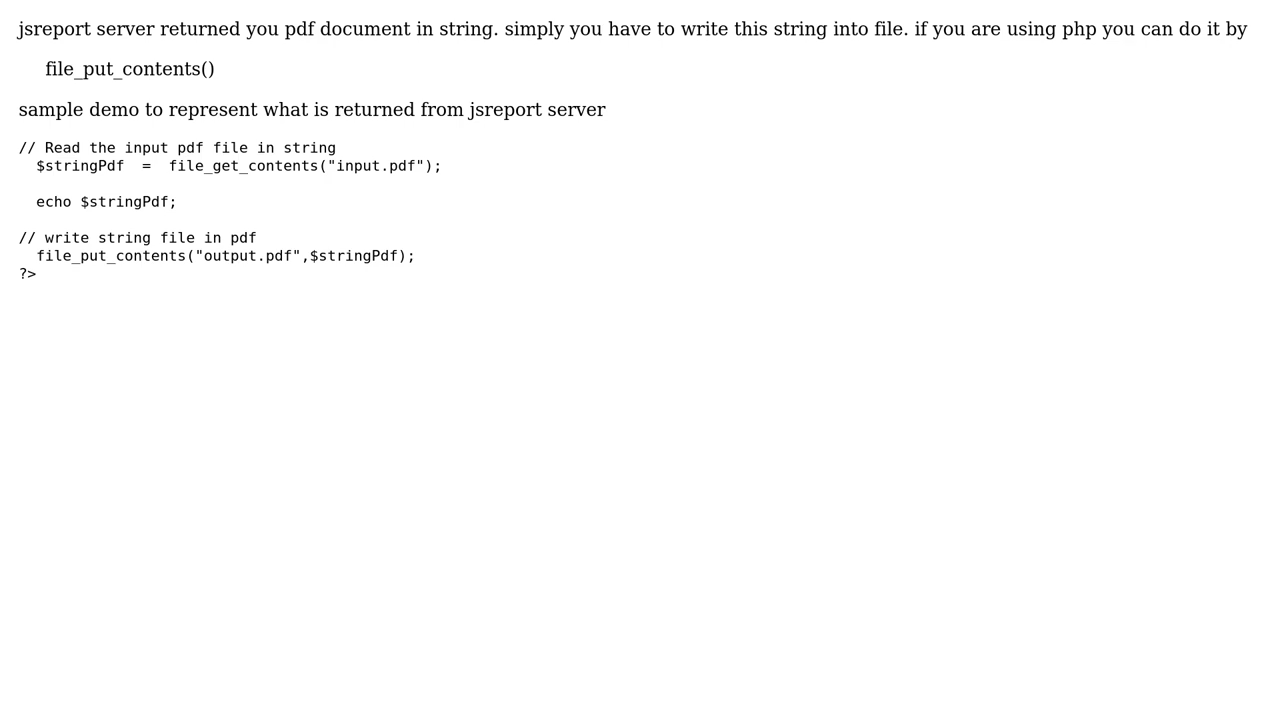 jsreport server returned you pdf document in string. simply you have to write this string into file. if you are using php you can do it by
file_put_contents()
sample demo to represent what is returned from jsreport server
// Read the input pdf file in string
  $stringPdf  =  file_get_contents("input.pdf");
  echo $stringPdf;
// write string file in pdf
  file_put_contents("output.pdf",$stringPdf);
?>